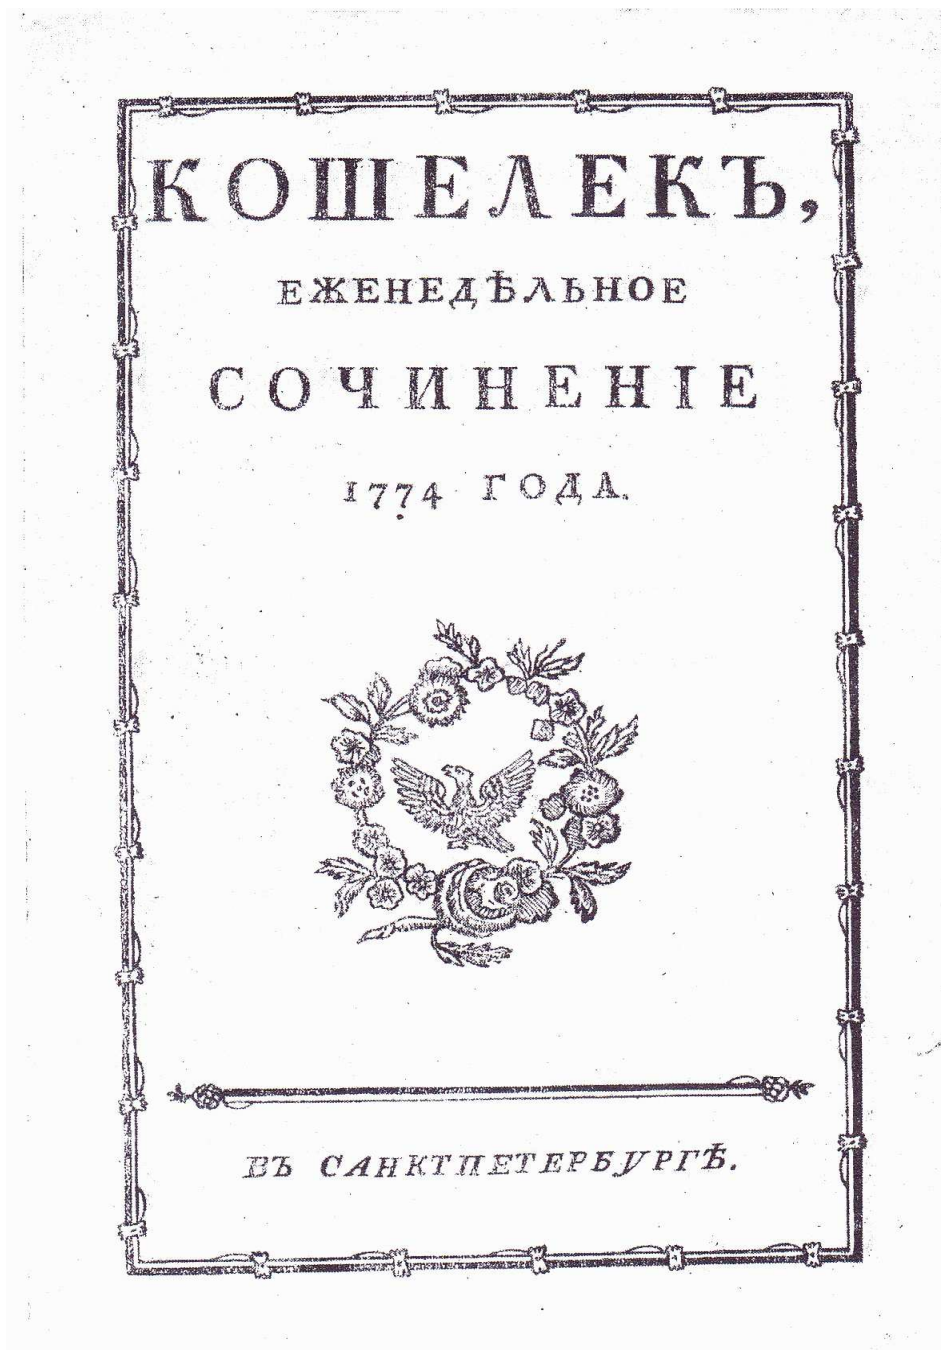 КОШЕЛЕКЪ,
ЕЖЕНЕДѢЛЬНОЕ
СОЧИНЕНІЕ
1774 ГОДА.
ВЪ САНКТПЕТЕРБУРГѢ.